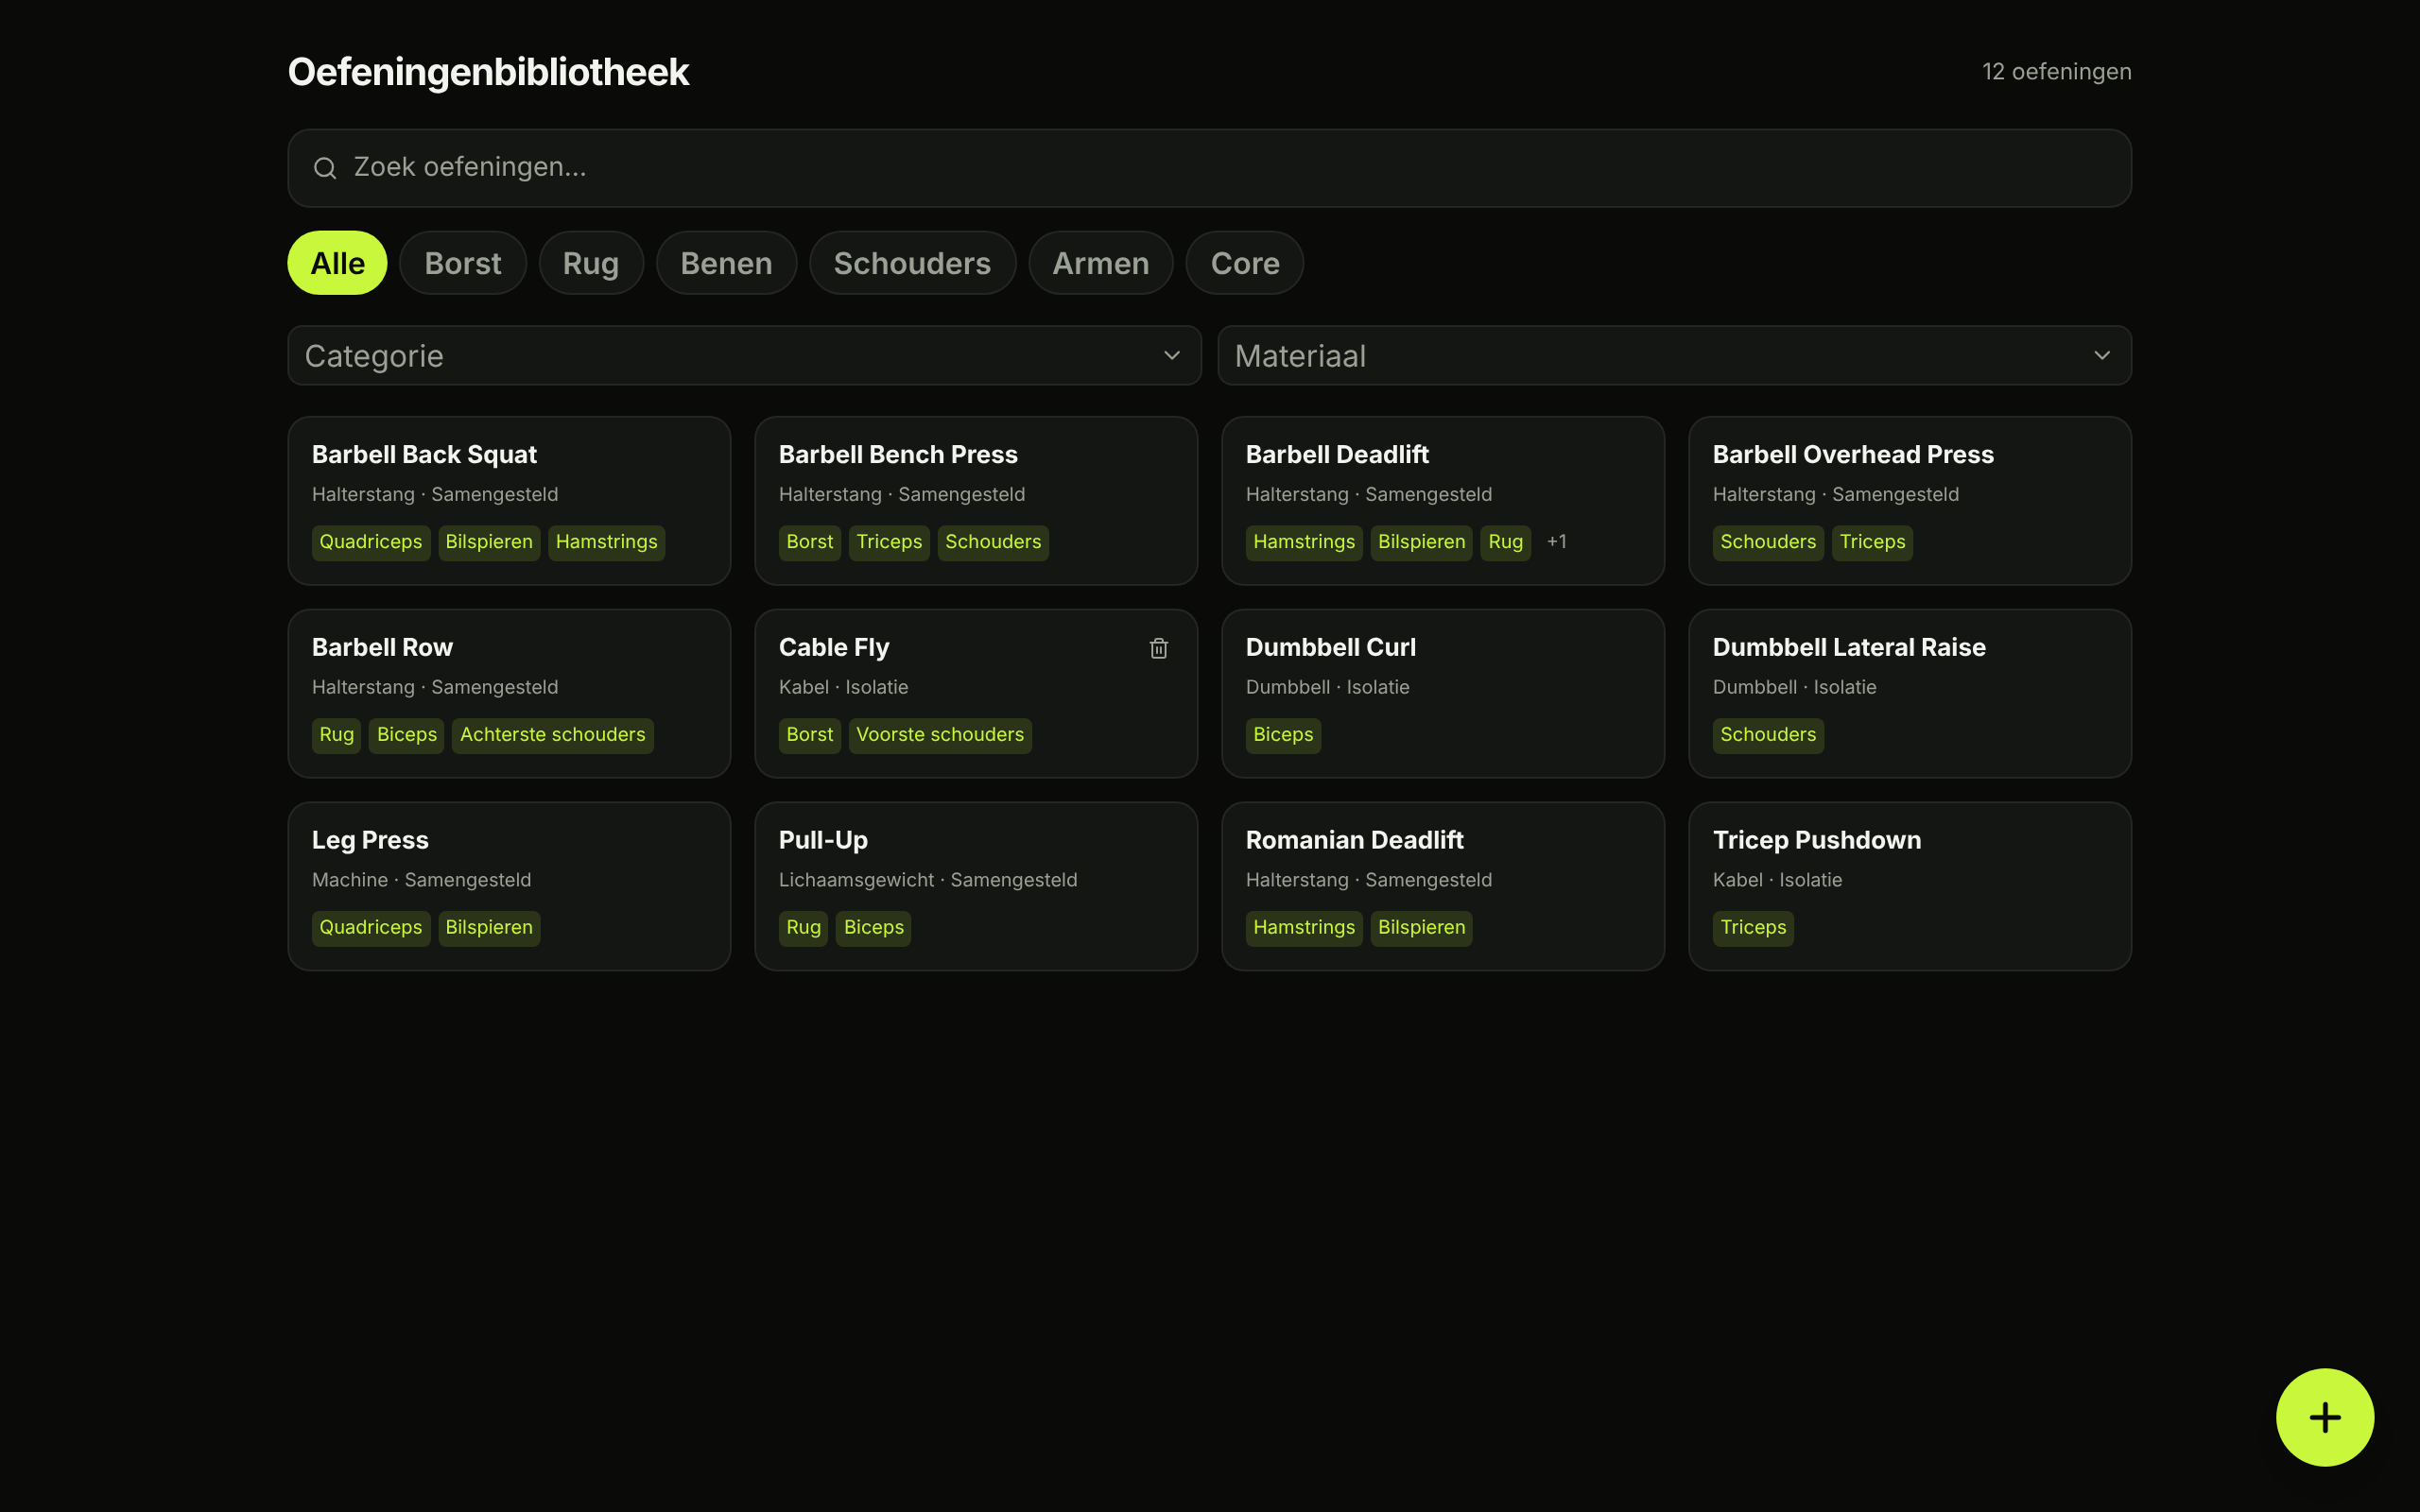 Oefeningenbibliotheek
12 oefeningen
Zoek oefeningen...
Alle Borst Rug Benen Schouders Armen Core
Categorie Materiaal
Barbell Back Squat
Halterstang · Samengesteld
Quadriceps Bilspieren Hamstrings
Barbell Bench Press
Halterstang · Samengesteld
Borst Triceps Schouders
Barbell Deadlift
Halterstang · Samengesteld
Hamstrings Bilspieren Rug +1
Barbell Overhead Press
Halterstang · Samengesteld
Schouders Triceps
Barbell Row
Halterstang · Samengesteld
Rug Biceps Achterste schouders
Cable Fly
Kabel · Isolatie
Borst Voorste schouders
Dumbbell Curl
Dumbbell · Isolatie
Biceps
Dumbbell Lateral Raise
Dumbbell · Isolatie
Schouders
Leg Press
Machine · Samengesteld
Quadriceps Bilspieren
Pull-Up
Lichaamsgewicht · Samengesteld
Rug Biceps
Romanian Deadlift
Halterstang · Samengesteld
Hamstrings Bilspieren
Tricep Pushdown
Kabel · Isolatie
Triceps